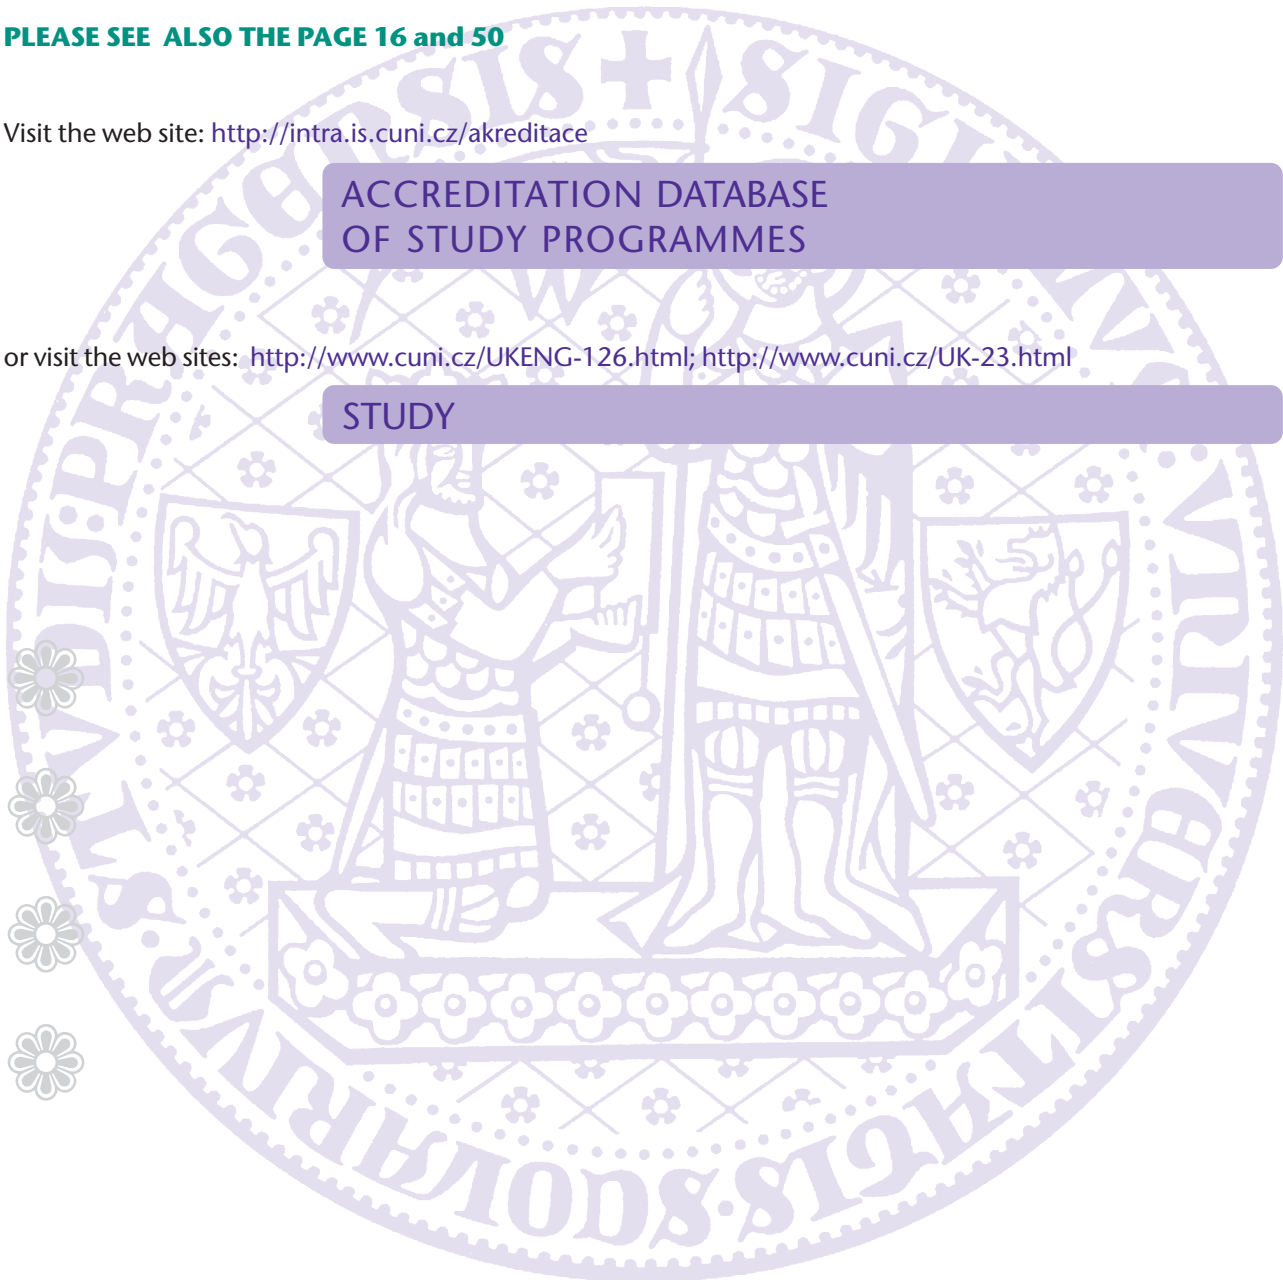 PLEASE SEE ALSO THE PAGE 16 and 50
Visit the web site: http://intra.is.cuni.cz/akreditace
ACCREDITATION DATABASE
OF STUDY PROGRAMMES
or visit the web sites: http://www.cuni.cz/UKENG-126.html; http://www.cuni.cz/UK-23.html
STUDY